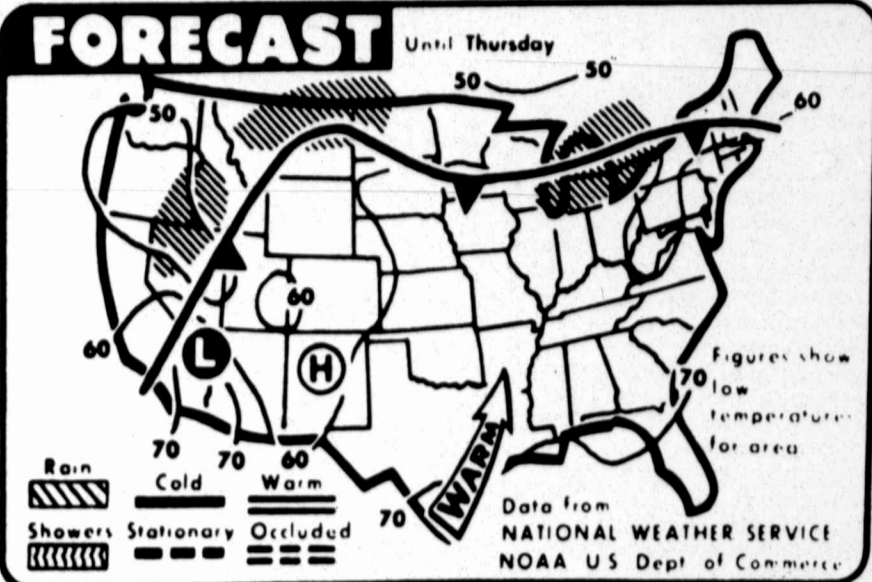 FORECAST
Until Thursday
50 50
60
50
60
60
L
H
70
70 70 60
70
WARM
Figures show
low
temperatures
for area
Rain
Cold Warm
Showers Stationary Occluded
Data from
NATIONAL WEATHER SERVICE
NOAA US Dept of Commerce